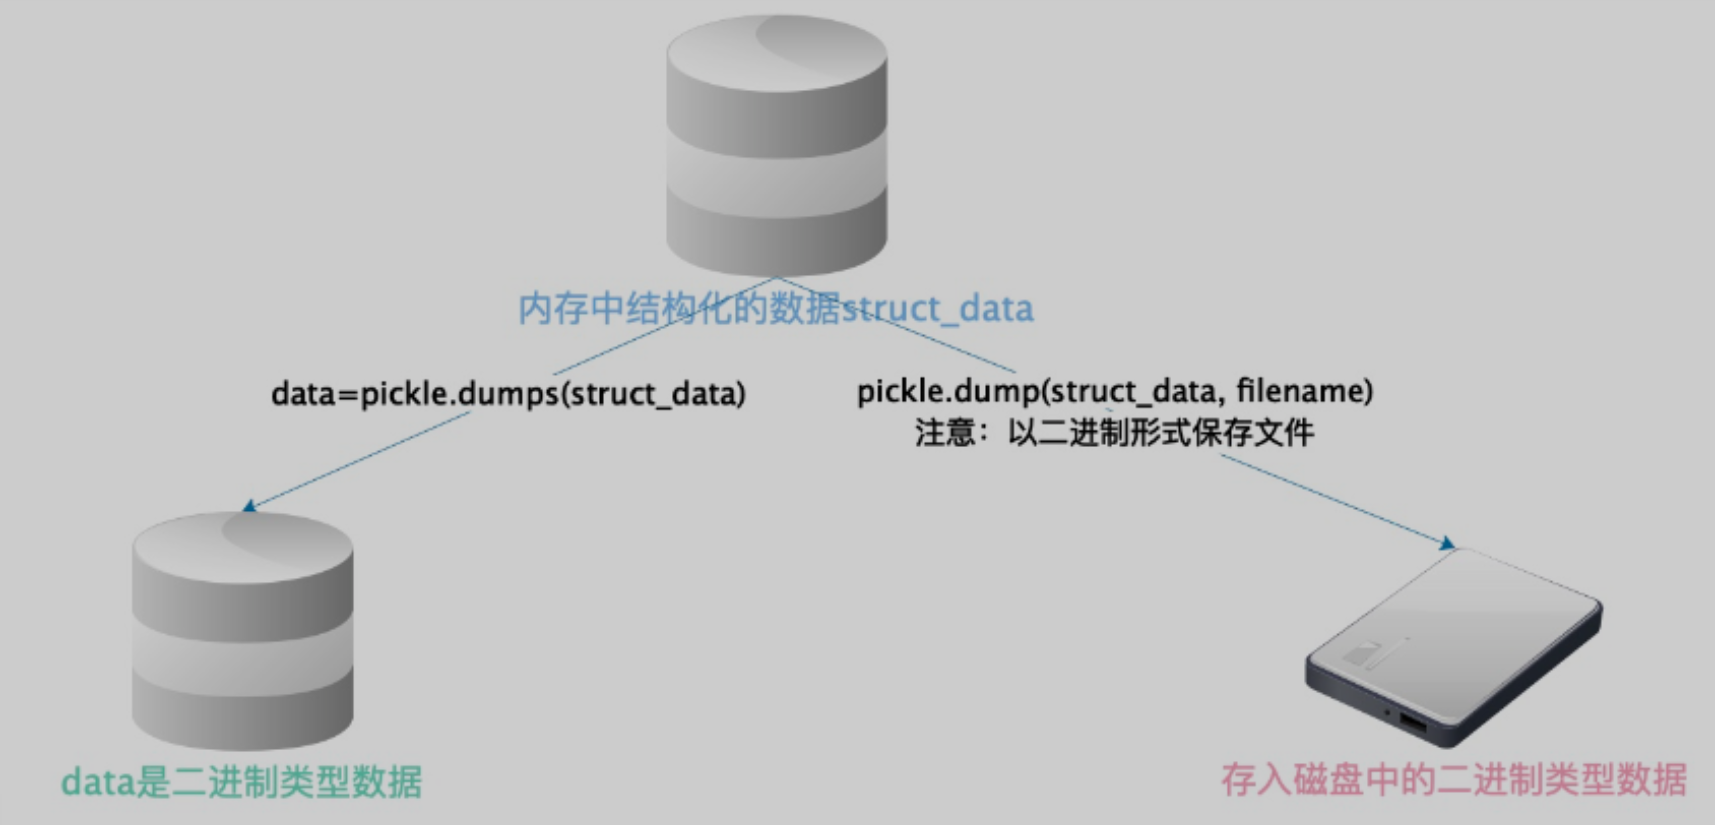 内存中结构化的数据struct_data
data=pickle.dumps(struct_data)
pickle.dump(struct_data, filename)
注意：以二进制形式保存文件
data是二进制类型数据
存入磁盘中的二进制类型数据